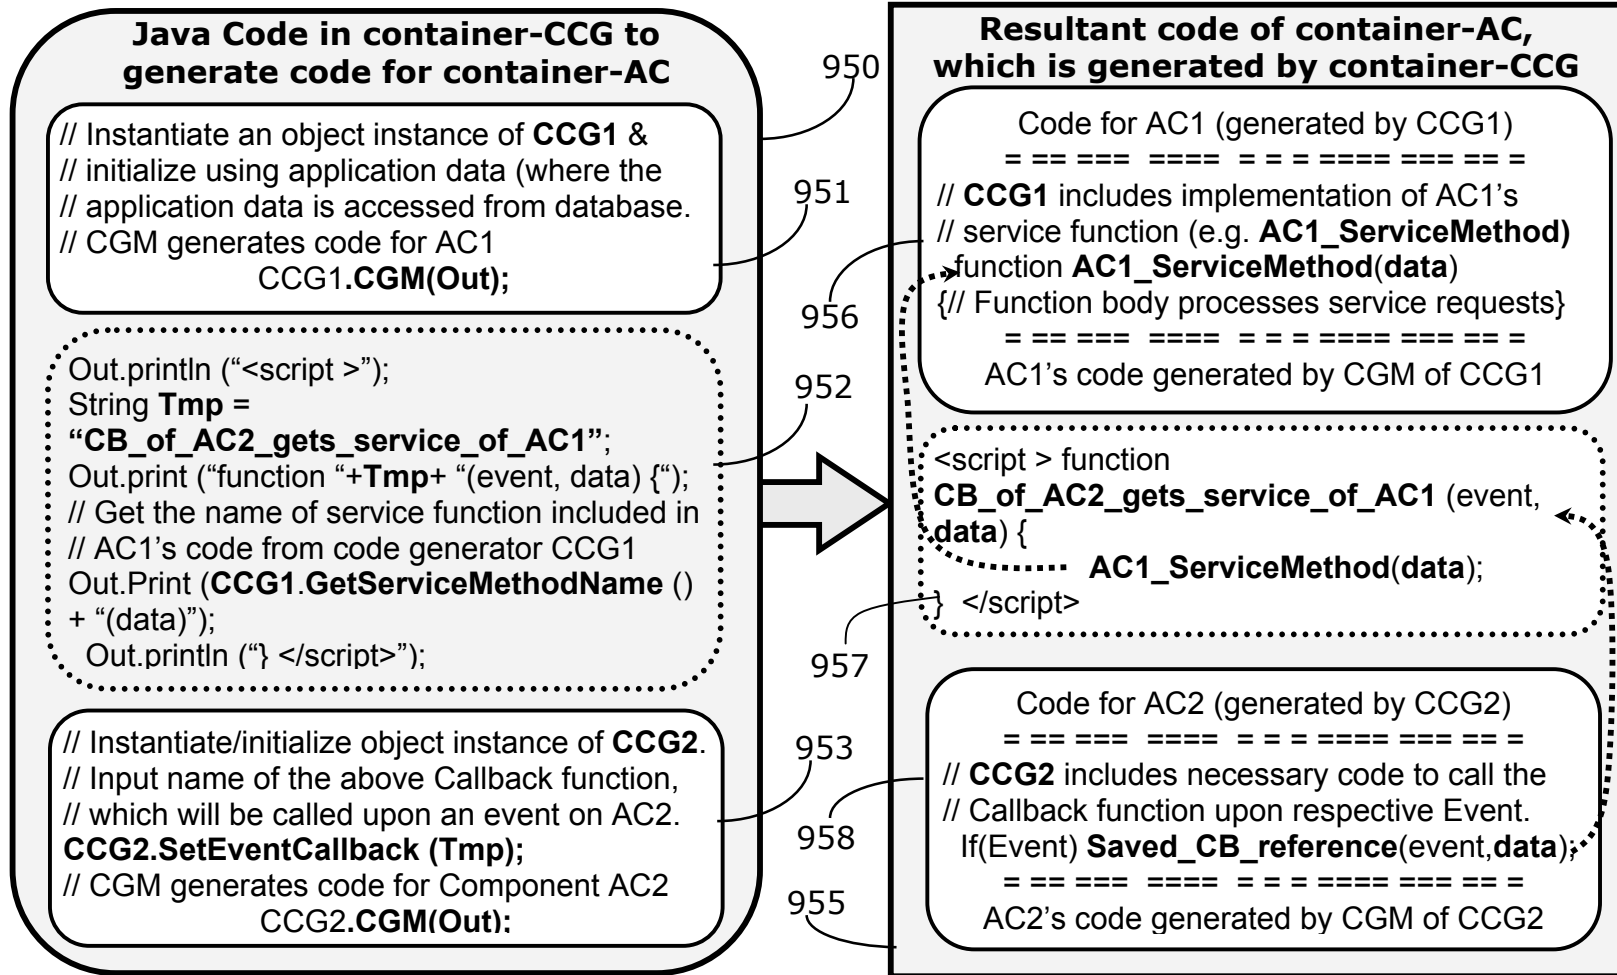 Java Code in container-CCG to
generate code for container-AC
// Instantiate an object instance of CCG1 &
// initialize using application data (where the
// application data is accessed from database.
// CGM generates code for AC1
CCG1.CGM(Out);
Out.println (“<script >”);
String Tmp =
“CB_of_AC2_gets_service_of_AC1”;
Out.print (“function “+Tmp+ “(event, data) {“);
// Get the name of service function included in
// AC1’s code from code generator CCG1
Out.Print (CCG1.GetServiceMethodName ()
+ “(data)”);
Out.println (“} </script>”);
// Instantiate/initialize object instance of CCG2.
// Input name of the above Callback function,
// which will be called upon an event on AC2.
CCG2.SetEventCallback (Tmp);
// CGM generates code for Component AC2
CCG2.CGM(Out);
950
951
956
952
957
953
958
955
Resultant code of container-AC,
which is generated by container-CCG
Code for AC1 (generated by CCG1)
= == === ==== = = = ==== === == =
// CCG1 includes implementation of AC1’s
// service function (e.g. AC1_ServiceMethod)
function AC1_ServiceMethod(data)
{// Function body processes service requests}
= == === ==== = = = ==== === == =
AC1’s code generated by CGM of CCG1
<script > function
CB_of_AC2_gets_service_of_AC1 (event,
data) {
AC1_ServiceMethod(data);
} </script>
Code for AC2 (generated by CCG2)
= == === ==== = = = ==== === == =
// CCG2 includes necessary code to call the
// Callback function upon respective Event.
If(Event) Saved_CB_reference(event,data);
= == === ==== = = = ==== === == =
AC2’s code generated by CGM of CCG2